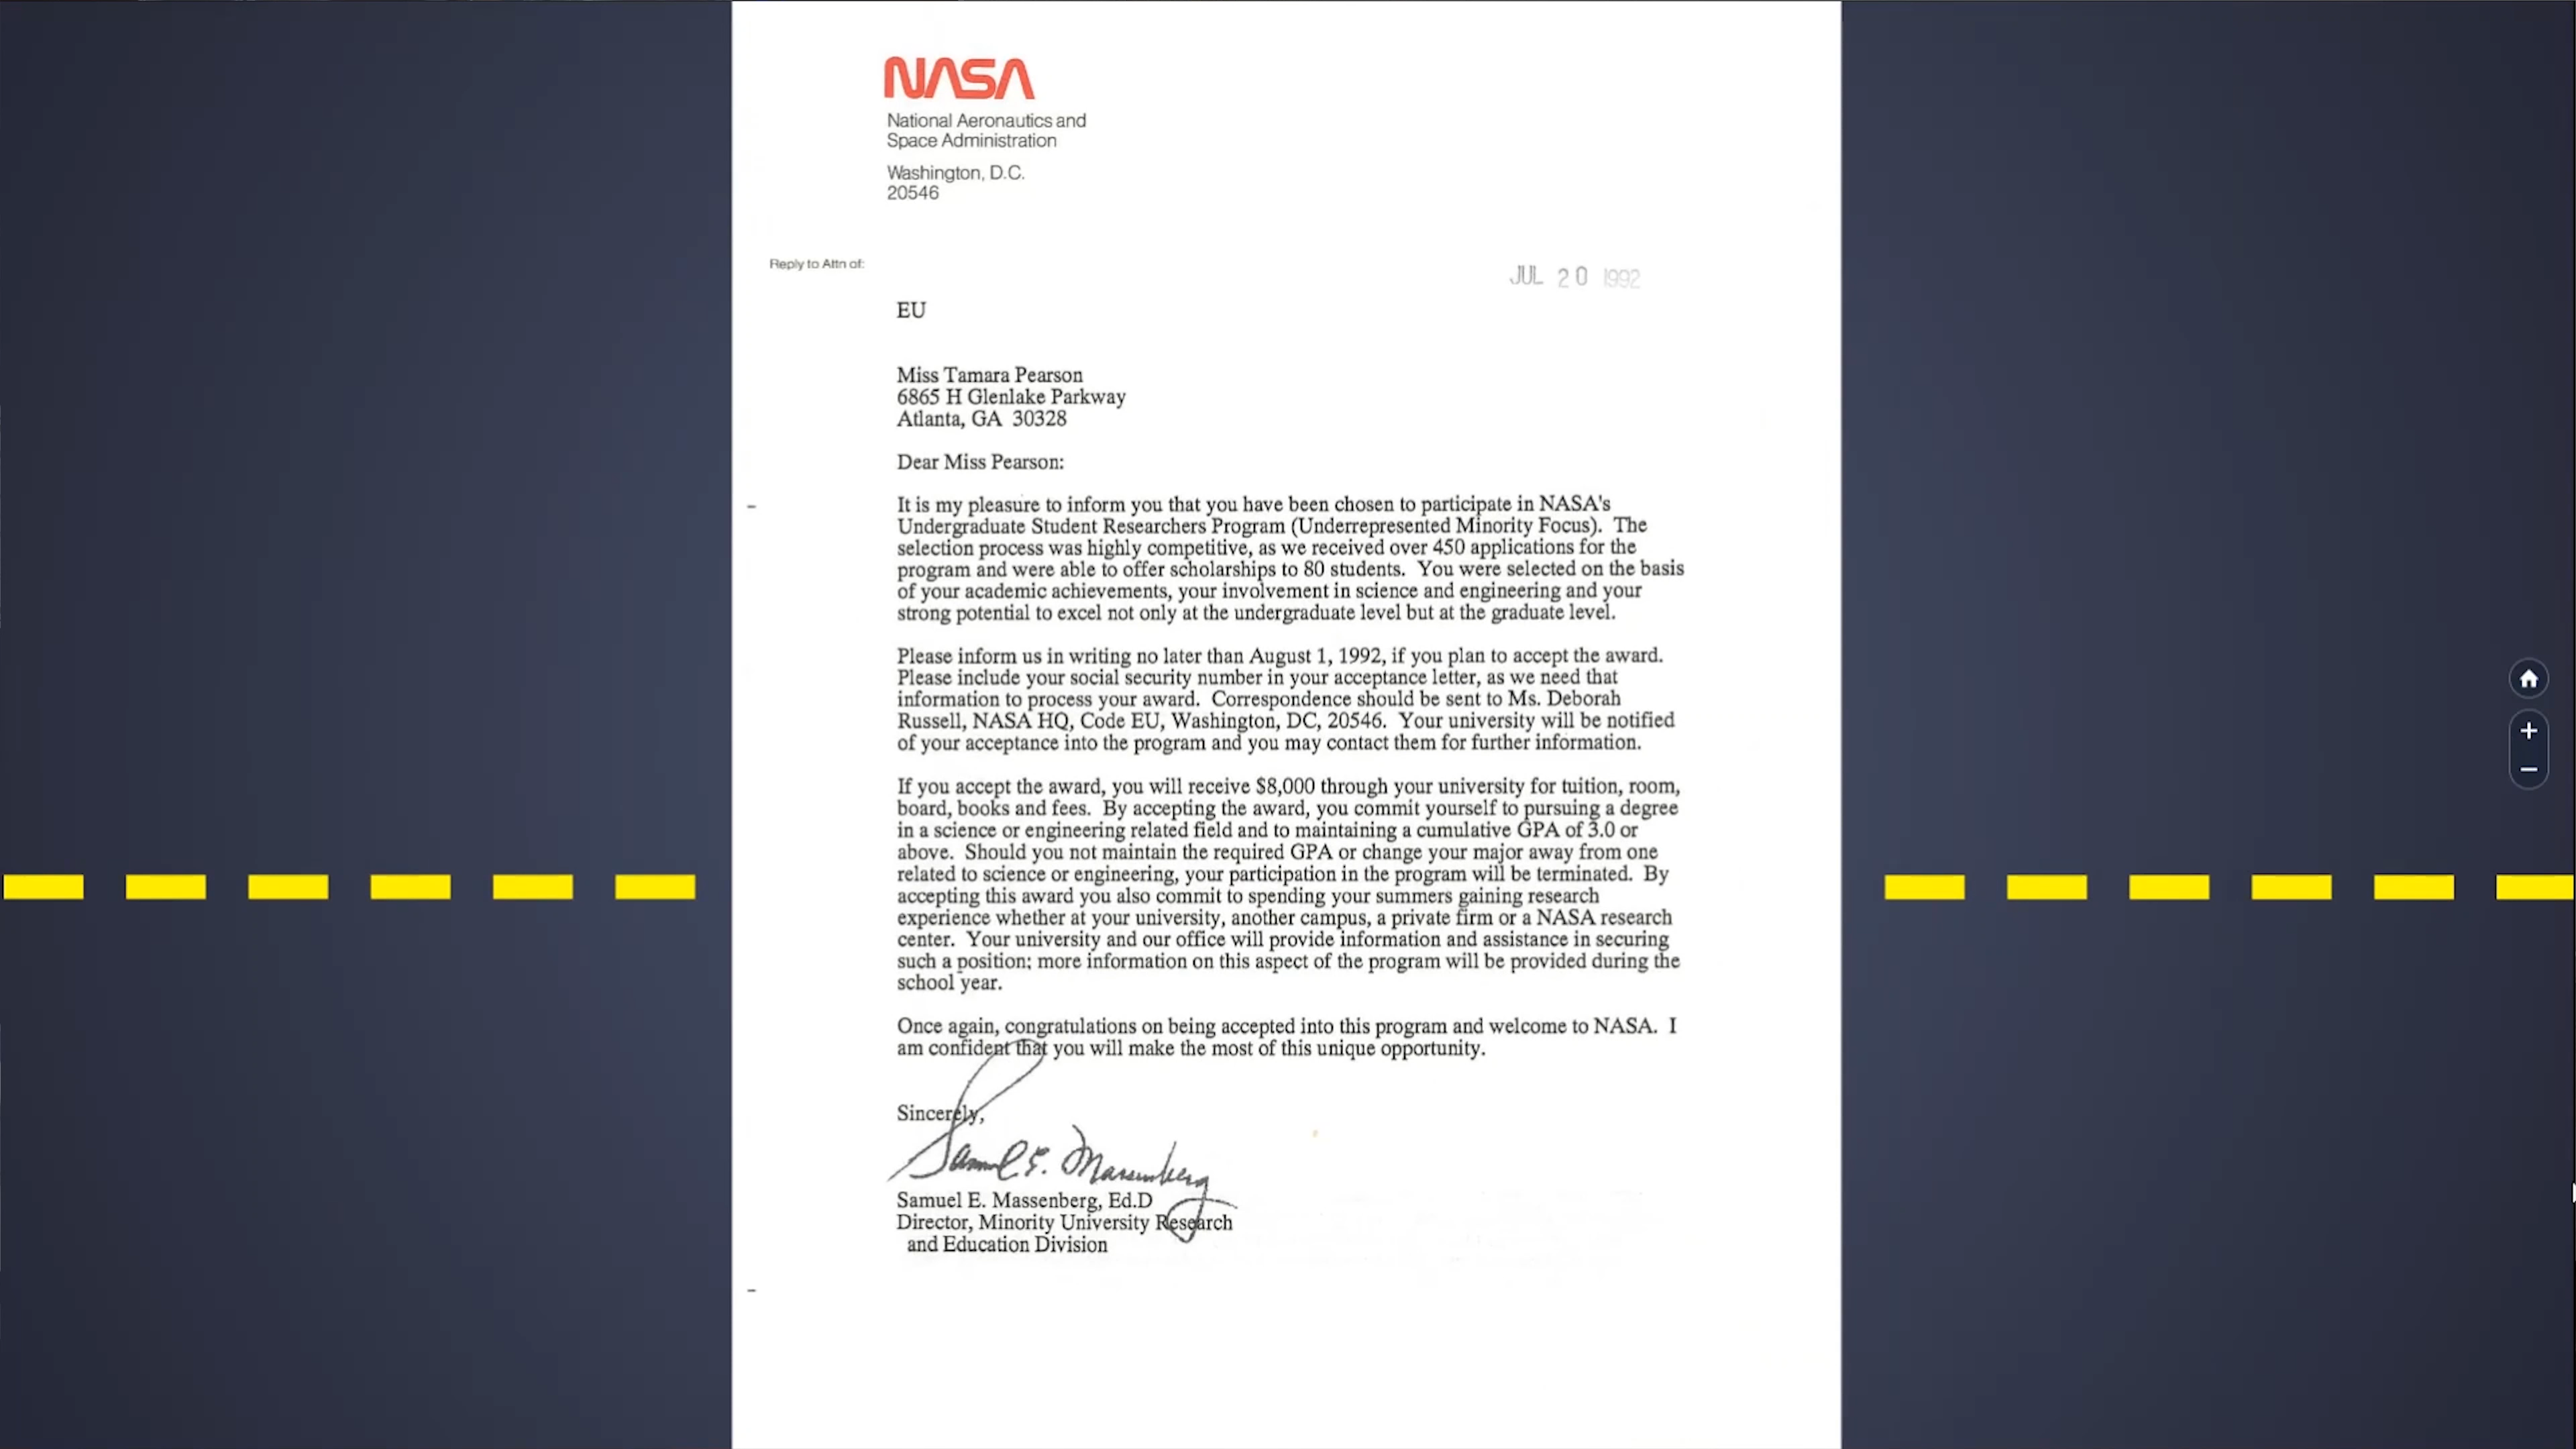 NASA
National Aeronautics and
Space Administration
Washington, D.C.
20546
Reply to Attn of:
JUL 20 1992
EU
Miss Tamara Pearson
6865 H Glenlake Parkway
Atlanta, GA 30328
Dear Miss Pearson:
It is my pleasure to inform you that you have been chosen to participate in NASA's
Undergraduate Student Researchers Program (Underrepresented Minority Focus). The
selection process was highly competitive, as we received over 450 applications for the
program and were able to offer scholarships to 80 students. You were selected on the basis
of your academic achievements, your involvement in science and engineering and your
strong potential to excel not only at the undergraduate level but at the graduate level.
Please inform us in writing no later than August 1, 1992, if you plan to accept the award.
Please include your social security number in your acceptance letter, as we need that
information to process your award. Correspondence should be sent to Ms. Deborah
Russell, NASA HQ, Code EU, Washington, DC, 20546. Your university will be notified
of your acceptance into the program and you may contact them for further information.
If you accept the award, you will receive $8,000 through your university for tuition, room,
board, books and fees. By accepting the award, you commit yourself to pursuing a degree
in a science or engineering related field and to maintaining a cumulative GPA of 3.0 or
above. Should you not maintain the required GPA or change your major away from one
related to science or engineering, your participation in the program will be terminated. By
accepting this award you also commit to spending your summers gaining research
experience whether at your university, another campus, a private firm or a NASA research
center. Your university and our office will provide information and assistance in securing
such a position; more information on this aspect of the program will be provided during the
school year.
Once again, congratulations on being accepted into this program and welcome to NASA. I
am confident that you will make the most of this unique opportunity.
Sincerely,
Samuel E. Massenberg
Samuel E. Massenberg, Ed.D
Director, Minority University Research
and Education Division